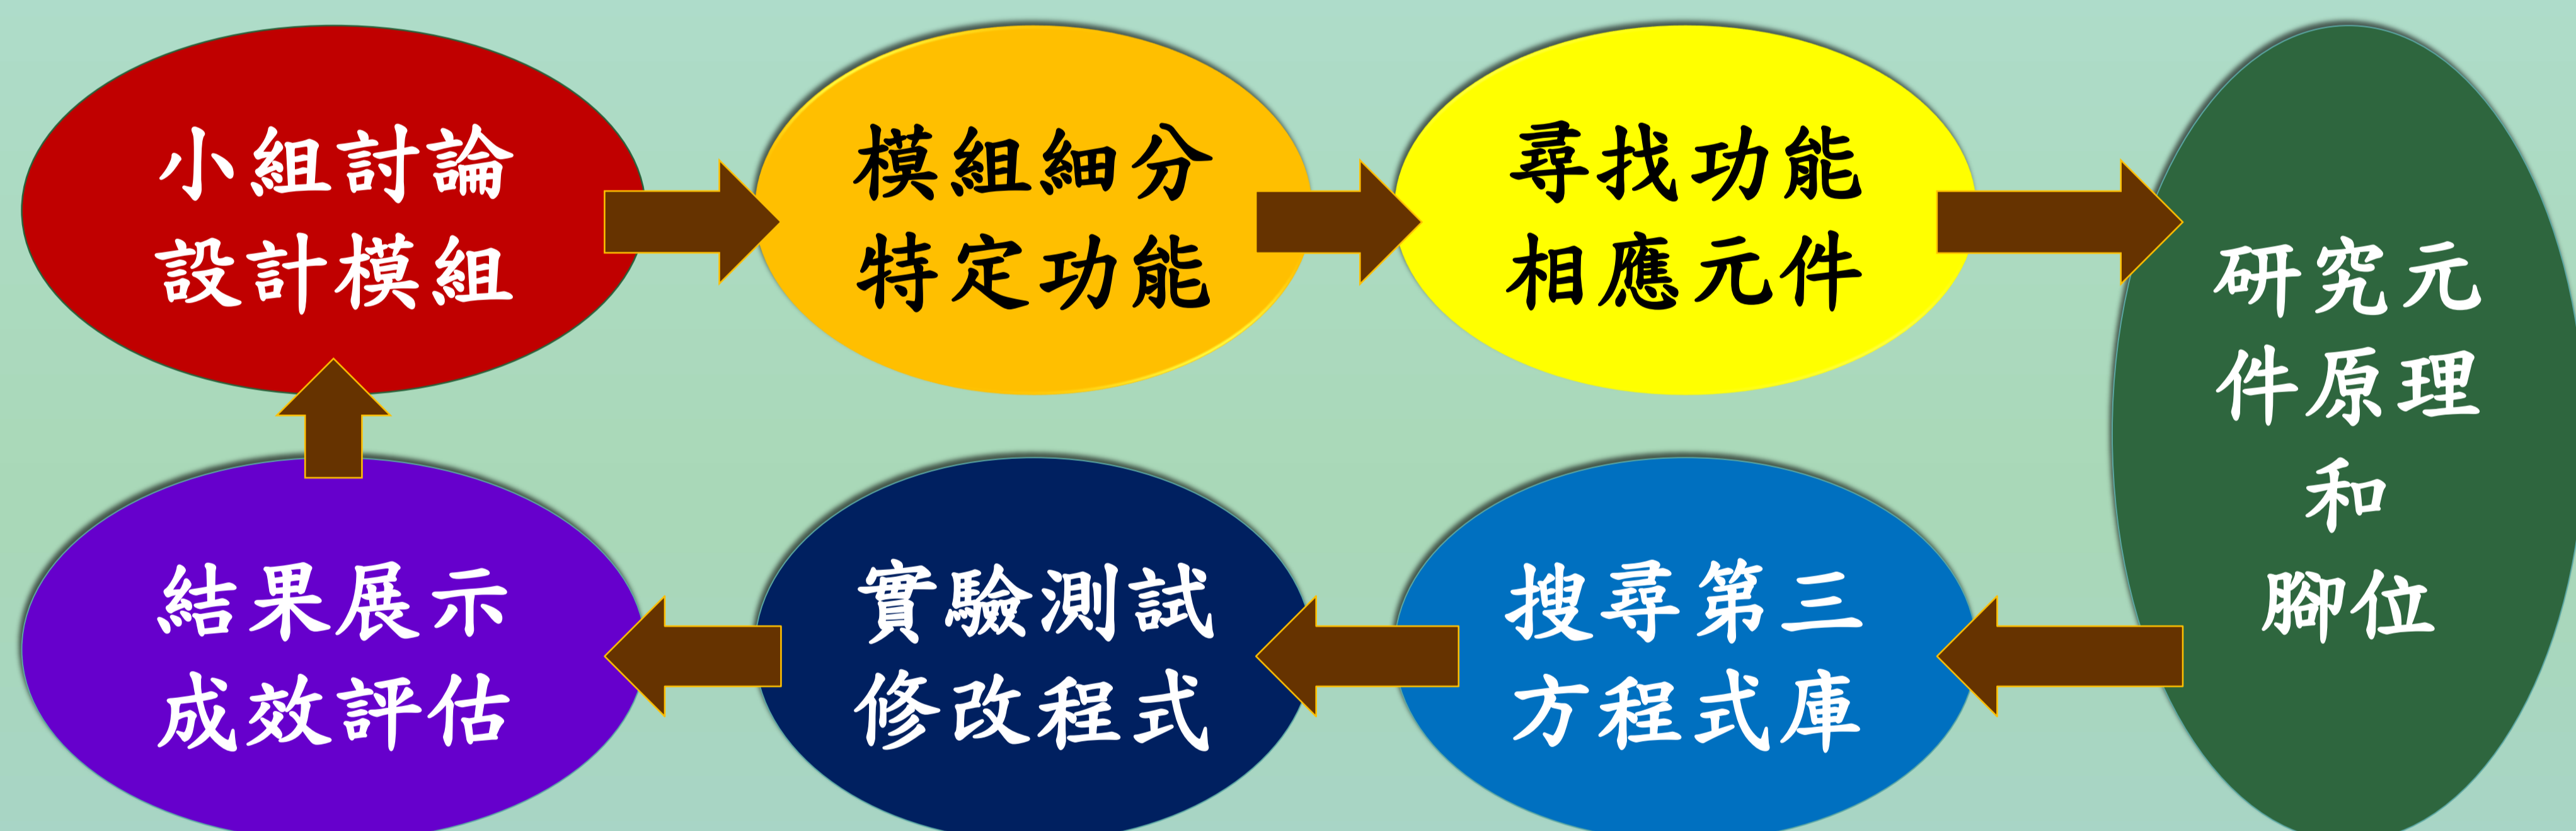 小組討論
設計模組
模組細分
特定功能
尋找功能
相應元件
研究元
件原理
和
腳位
搜尋第三
方程式庫
實驗測試
修改程式
結果展示
成效評估